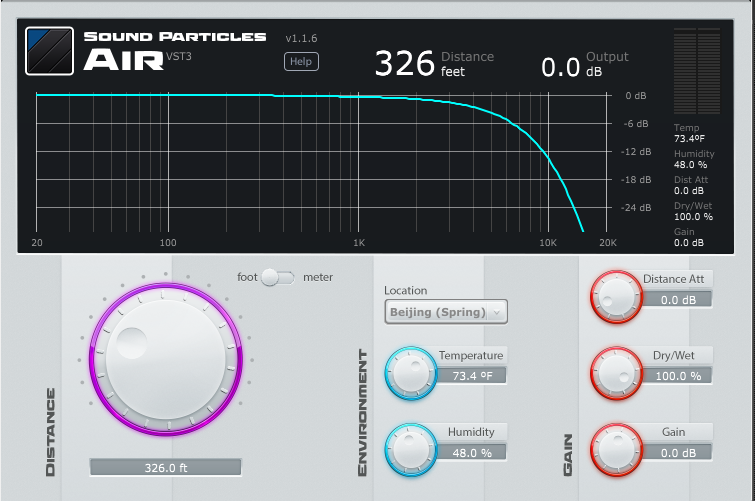 Sound Particles
Air VST3
v1.1.6
Help
326 Distance
feet
0.0 Output
dB
0 dB
-6 dB
-12 dB
-18 dB
-24 dB
20 100 1K 10K 20K
Temp
73.4ºF
Humidity
48.0 %
Dist Att
0.0 dB
Dry/Wet
100.0 %
Gain
0.0 dB
foot meter
DISTANCE
326.0 ft
ENVIRONMENT
Location
Beijing (Spring)
Temperature
73.4 ºF
Humidity
48.0 %
GAIN
Distance Att
0.0 dB
Dry/Wet
100.0 %
Gain
0.0 dB